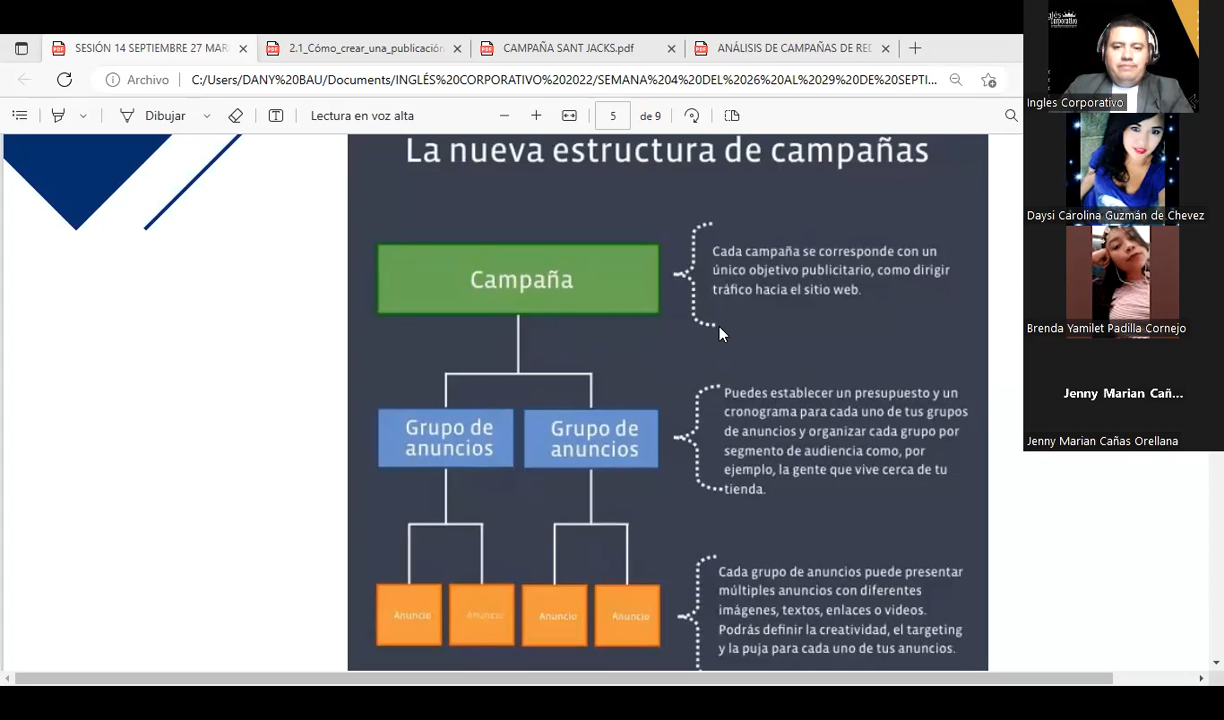 SESIÓN 14 SEPTIEMBRE 27 MAR
2.1_Cómo_crear_una_publicación
CAMPAÑA SANT JACKS.pdf
ANÁLISIS DE CAMPAÑAS DE RED
Archivo
C:/Users/DANY%20BAU/Documents/INGLÉS%20CORPORATIVO%202022/SEMANA%204%20DEL%2026%20AL%2029%20DE%20SEPTI...
Dibujar
Lectura en voz alta
5
de 9
La nueva estructura de campañas
Campaña
Cada campaña se corresponde con un
único objetivo publicitario, como dirigir
tráfico hacia el sitio web.
Grupo de
anuncios
Grupo de
anuncios
Puedes establecer un presupuesto y un
cronograma para cada uno de tus grupos
de anuncios y organizar cada grupo por
segmento de audiencia como, por
ejemplo, la gente que vive cerca de tu
tienda.
Anuncio
Anuncio
Anuncio
Anuncio
Cada grupo de anuncios puede presentar
múltiples anuncios con diferentes
imágenes, textos, enlaces o videos.
Podrás definir la creatividad, el targeting
y la puja para cada uno de tus anuncios.
Ingles Corporativo
Daysi Carolina Guzmán de Chevez
Brenda Yamilet Padilla Cornejo
Jenny Marian Cañ...
Jenny Marian Cañas Orellana